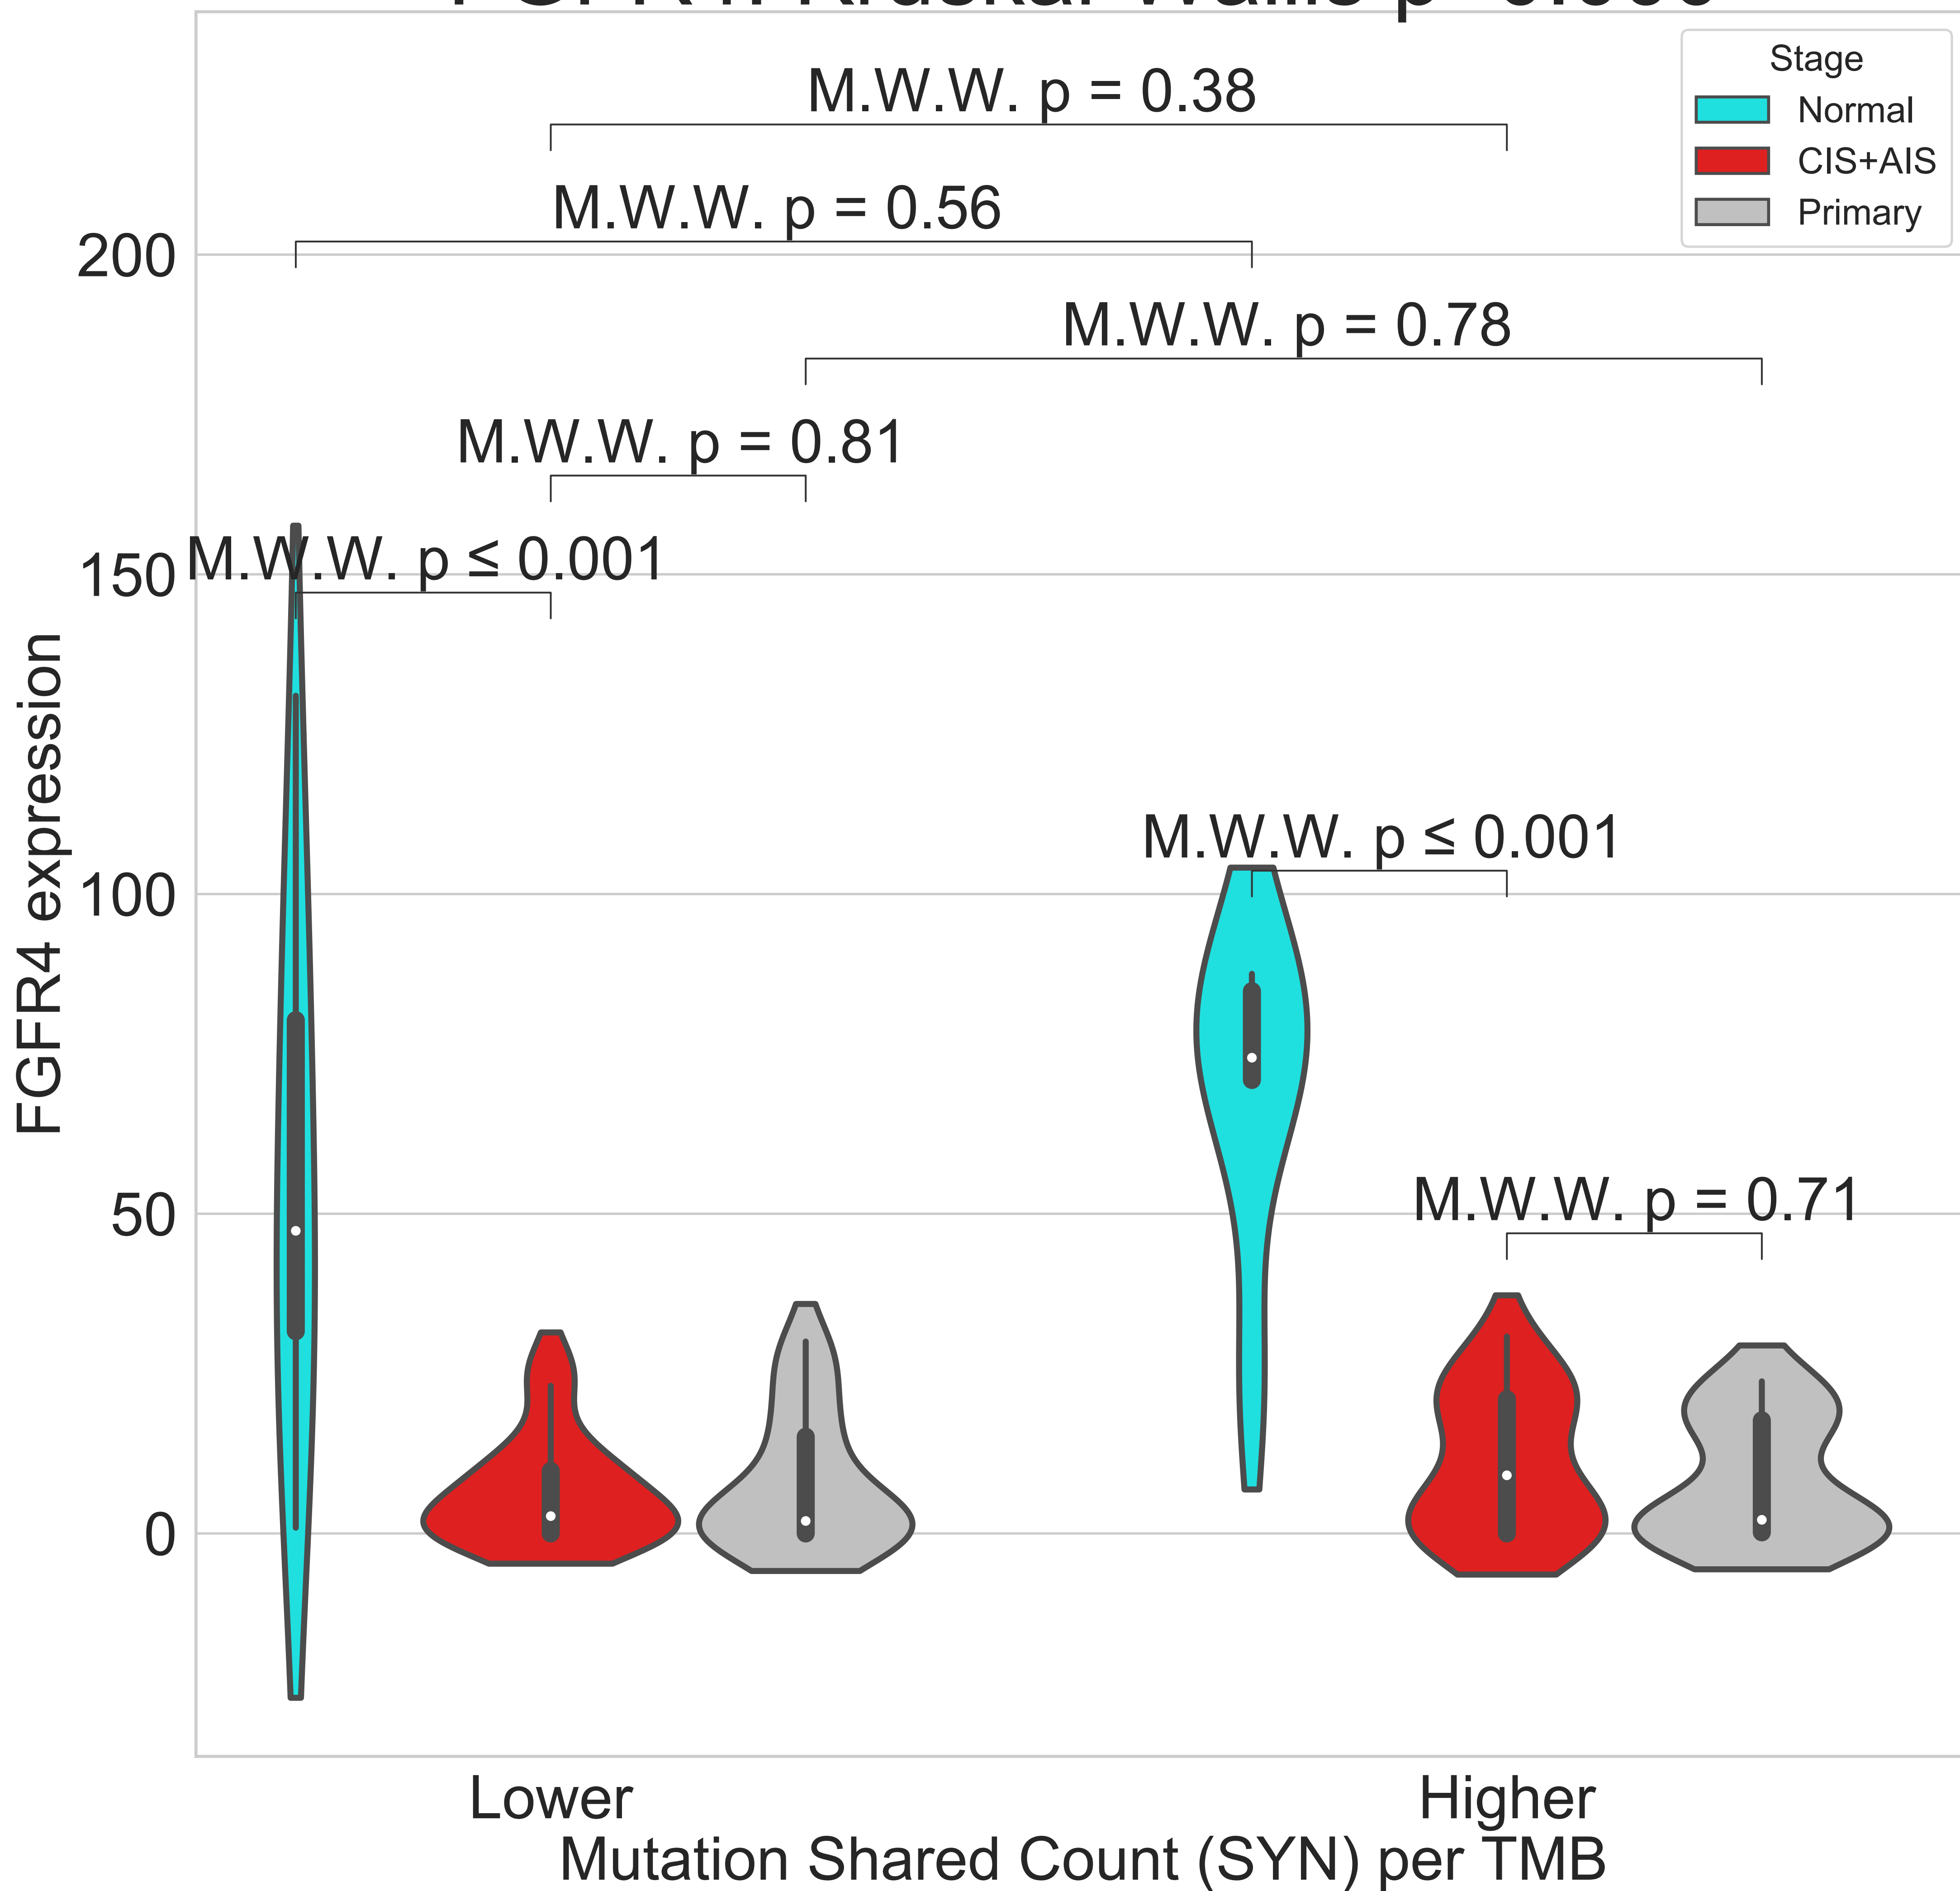 Stage
Normal
CIS+AIS
Primary
M.W.W. p = 0.38
M.W.W. p = 0.56
M.W.W. p = 0.78
M.W.W. p = 0.81
M.W.W. p ≤ 0.001
M.W.W. p ≤ 0.001
M.W.W. p = 0.71
200
150
100
50
0
FGFR4 expression
Lower
Higher
Mutation Shared Count (SYN) per TMB